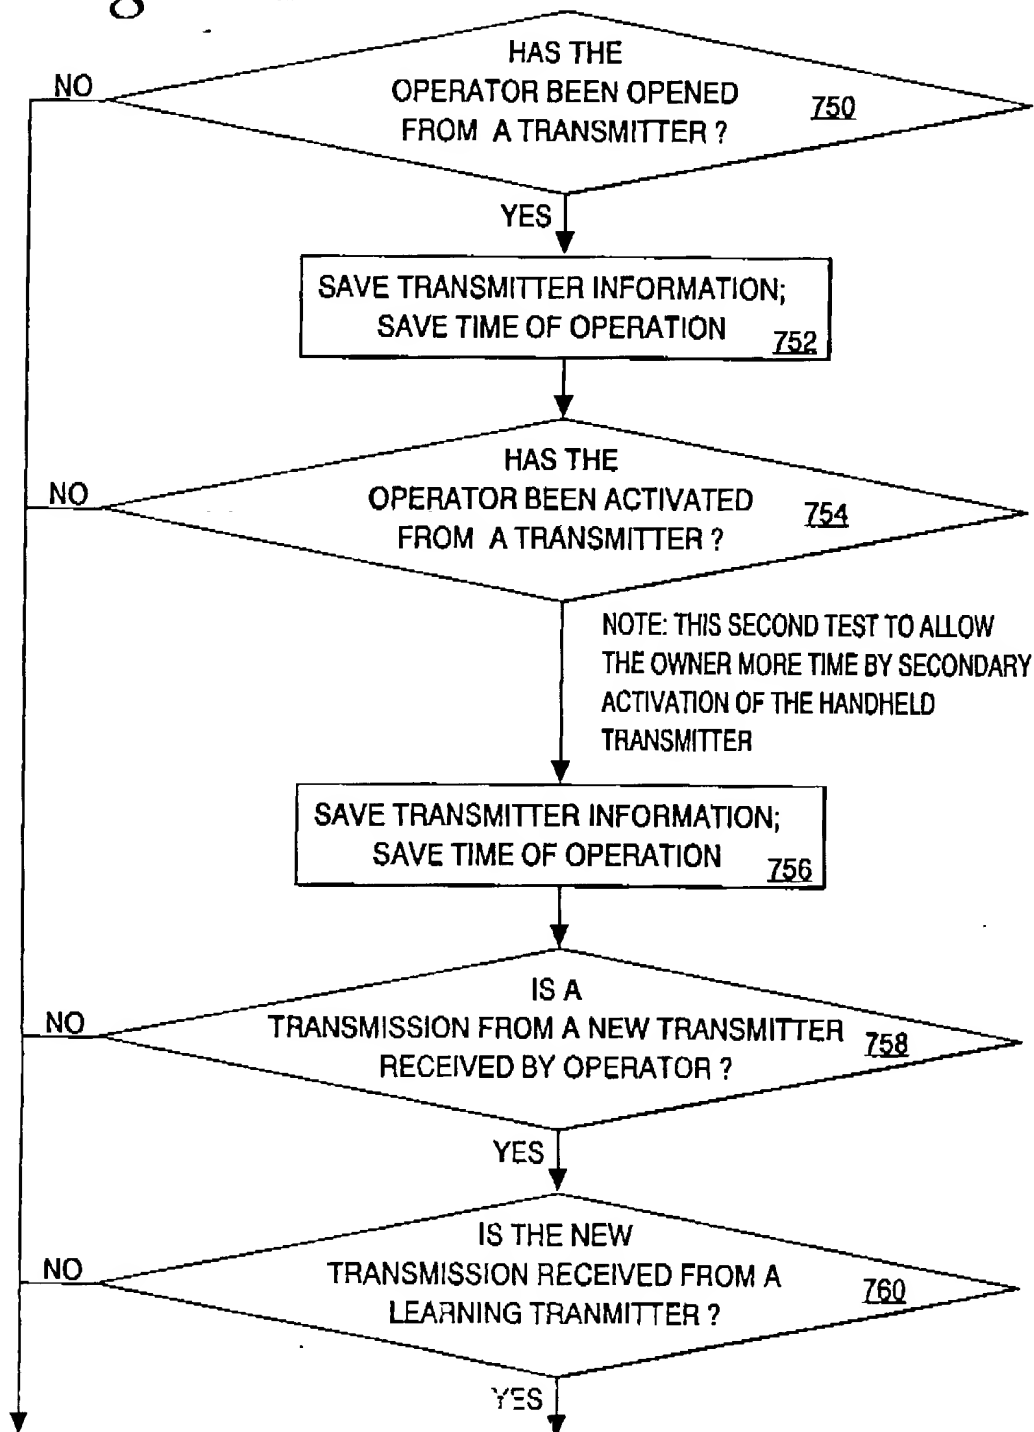 HAS THE
OPERATOR BEEN OPENED
FROM A TRANSMITTER ?
750
NO
YES
SAVE TRANSMITTER INFORMATION;
SAVE TIME OF OPERATION
752
HAS THE
OPERATOR BEEN ACTIVATED
FROM A TRANSMITTER ?
754
NO
NOTE: THIS SECOND TEST TO ALLOW
THE OWNER MORE TIME BY SECONDARY
ACTIVATION OF THE HANDHELD
TRANSMITTER
SAVE TRANSMITTER INFORMATION;
SAVE TIME OF OPERATION
756
IS A
TRANSMISSION FROM A NEW TRANSMITTER
RECEIVED BY OPERATOR ?
758
NO
YES
IS THE NEW
TRANSMISSION RECEIVED FROM A
LEARNING TRANMITTER ?
760
NO
YES